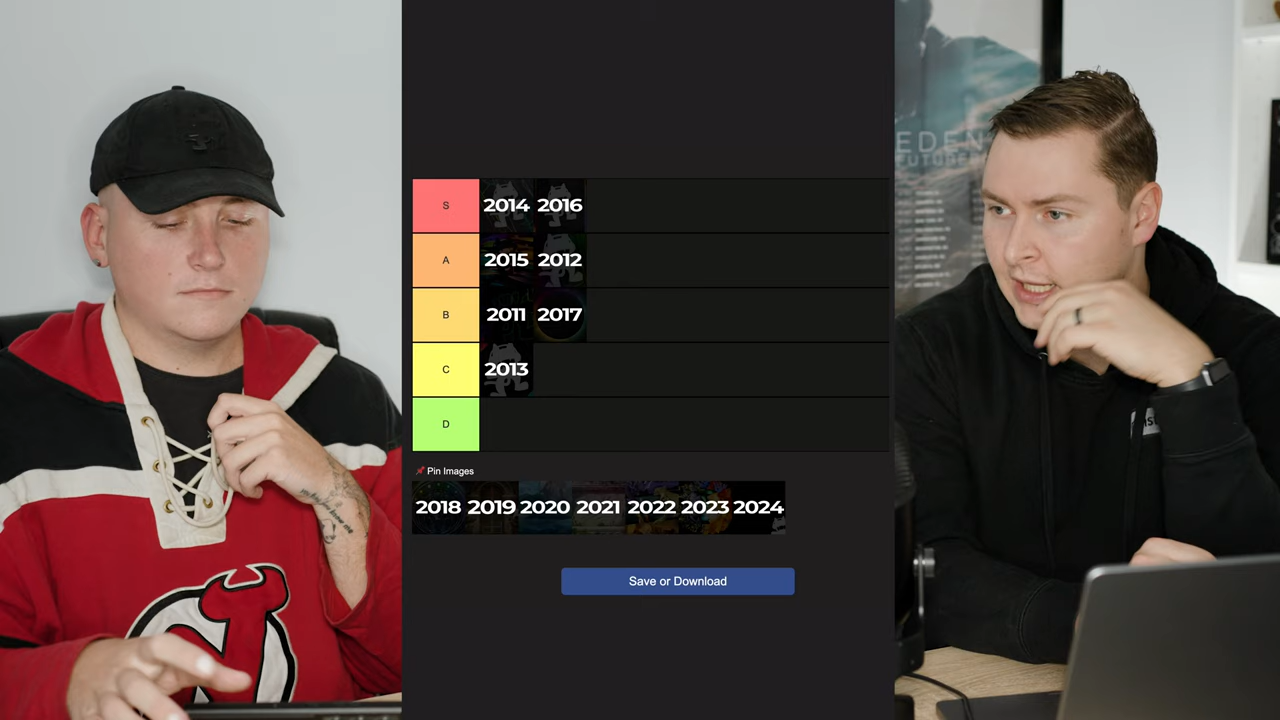 S
2014 2016
A
2015 2012
B
2011 2017
C
2013
D
Pin Images
2018 2019 2020 2021 2022 2023 2024
Save or Download
EDEN